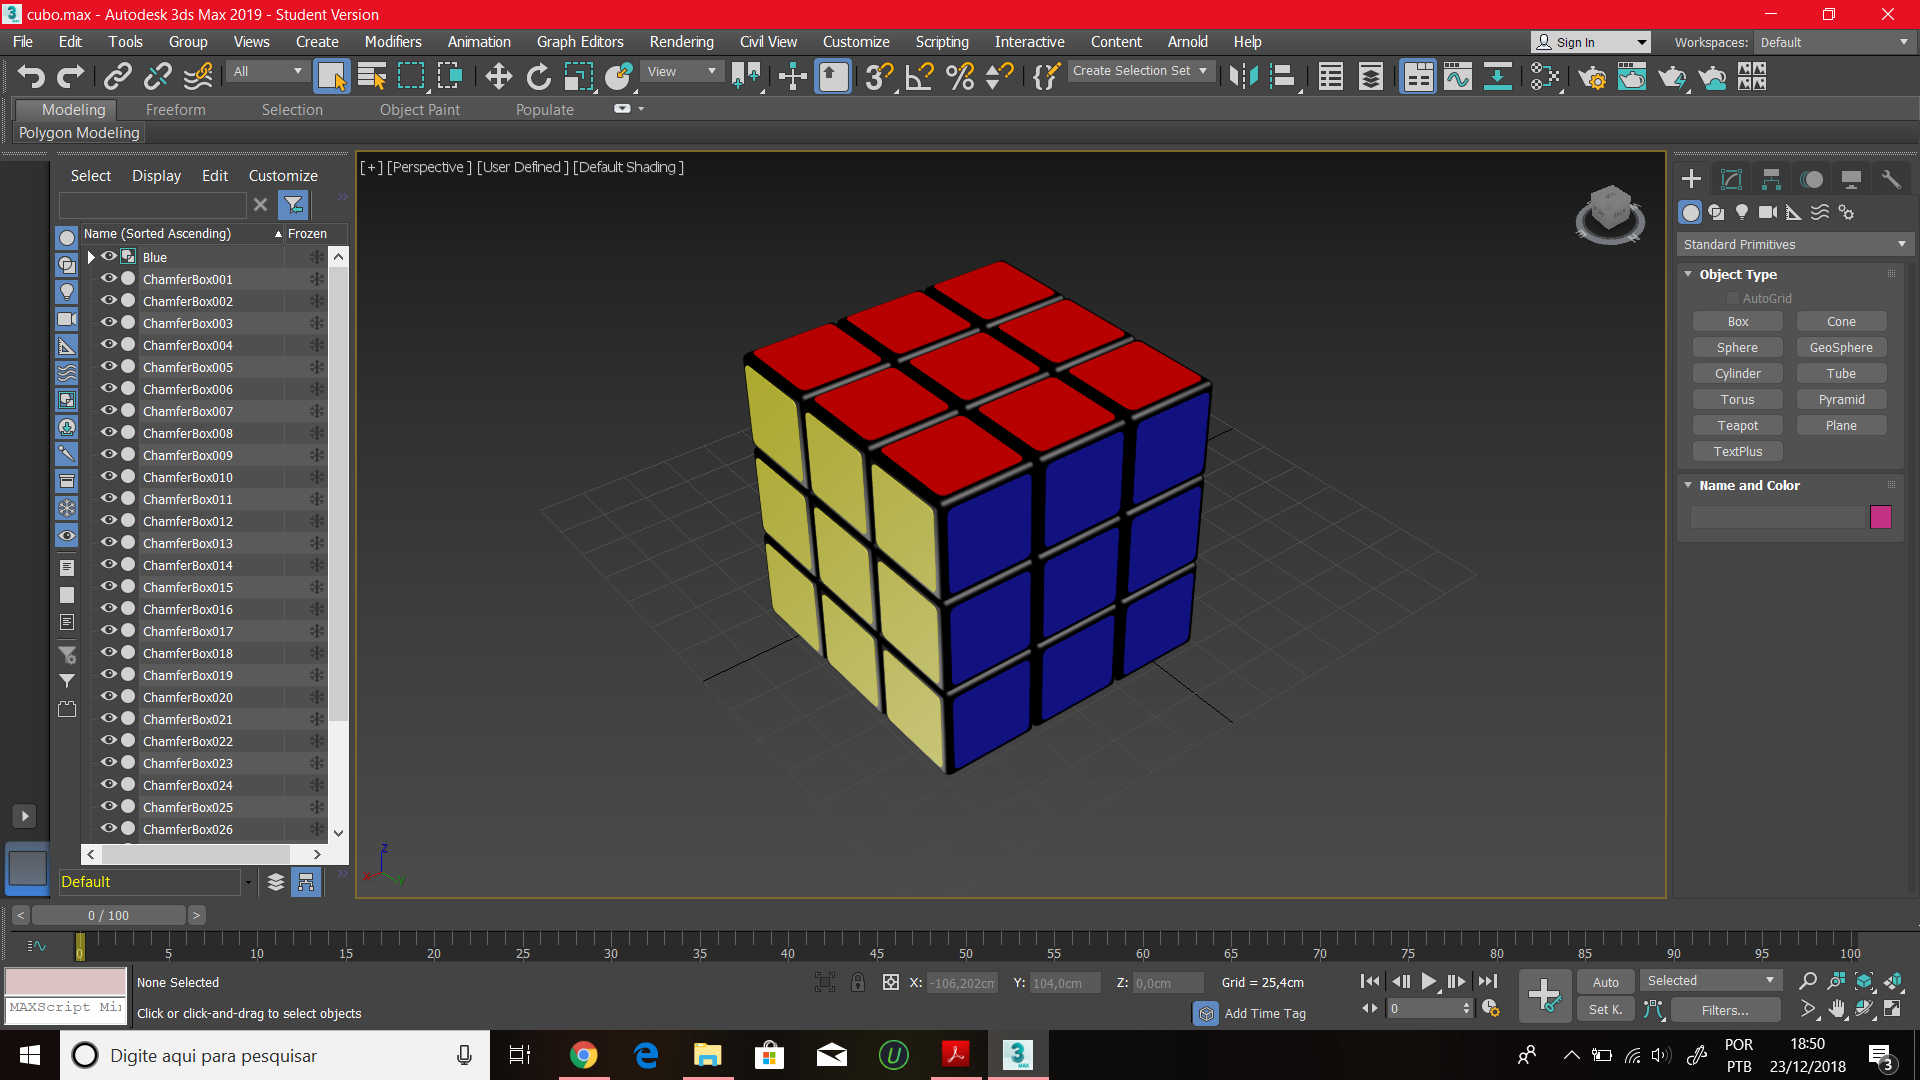 cubo.max - Autodesk 3ds Max 2019 - Student Version
File Edit Tools Group Views Create Modifiers Animation Graph Editors Rendering Civil View Customize Scripting Interactive Content Arnold Help Sign In Workspaces: Default
All View Create Selection Set
Modeling Freeform Selection Object Paint Populate
Polygon Modeling
Select Display Edit Customize
Name (Sorted Ascending) Frozen
Blue
ChamferBox001
ChamferBox002
ChamferBox003
ChamferBox004
ChamferBox005
ChamferBox006
ChamferBox007
ChamferBox008
ChamferBox009
ChamferBox010
ChamferBox011
ChamferBox012
ChamferBox013
ChamferBox014
ChamferBox015
ChamferBox016
ChamferBox017
ChamferBox018
ChamferBox019
ChamferBox020
ChamferBox021
ChamferBox022
ChamferBox023
ChamferBox024
ChamferBox025
ChamferBox026
Default
[+] [Perspective ] [User Defined ] [Default Shading ]
z
x
y
Standard Primitives
Object Type
AutoGrid
Box Cone
Sphere GeoSphere
Cylinder Tube
Torus Pyramid
Teapot Plane
TextPlus
Name and Color
< 0 / 100 >
0 5 10 15 20 25 30 35 40 45 50 55 60 65 70 75 80 85 90 95 100
None Selected X: -106,202cm Y: 104,0cm Z: 0,0cm Grid = 25,4cm Auto Selected
MAXScript Mi
Click or click-and-drag to select objects Add Time Tag 0 Set K. Filters...
Digite aqui para pesquisar
3
MAX
POR
PTB
18:50
23/12/2018
3